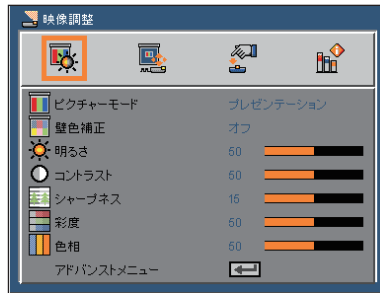 映像調整
ピクチャーモード プレゼンテーション
壁色補正 オフ
明るさ 50
コントラスト 50
シャープネス 15
彩度 50
色相 50
アドバンストメニュー